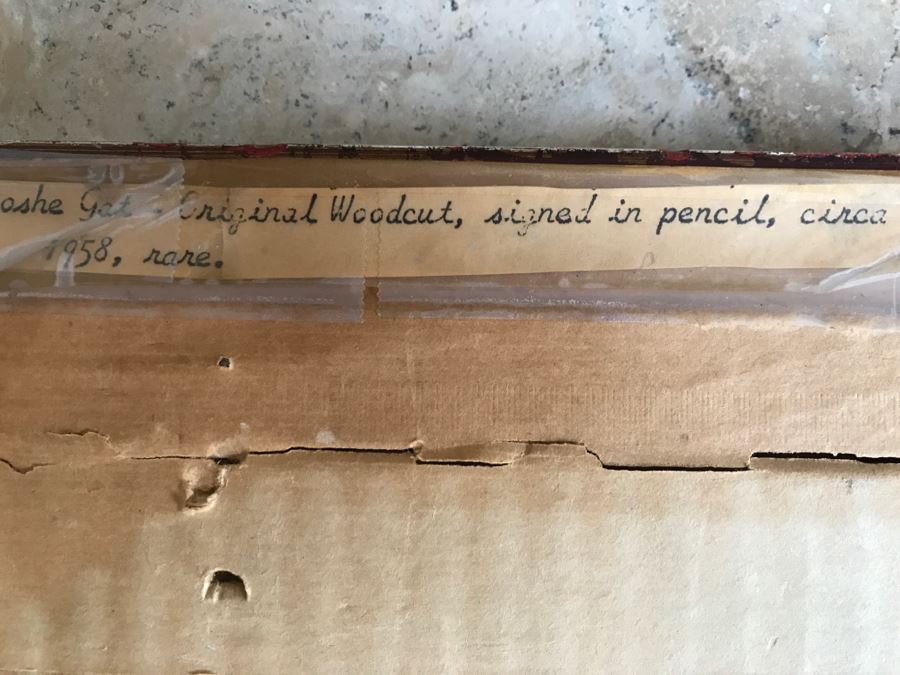 oshe Gat - Original Woodcut, signed in pencil, circa
1958, rare.